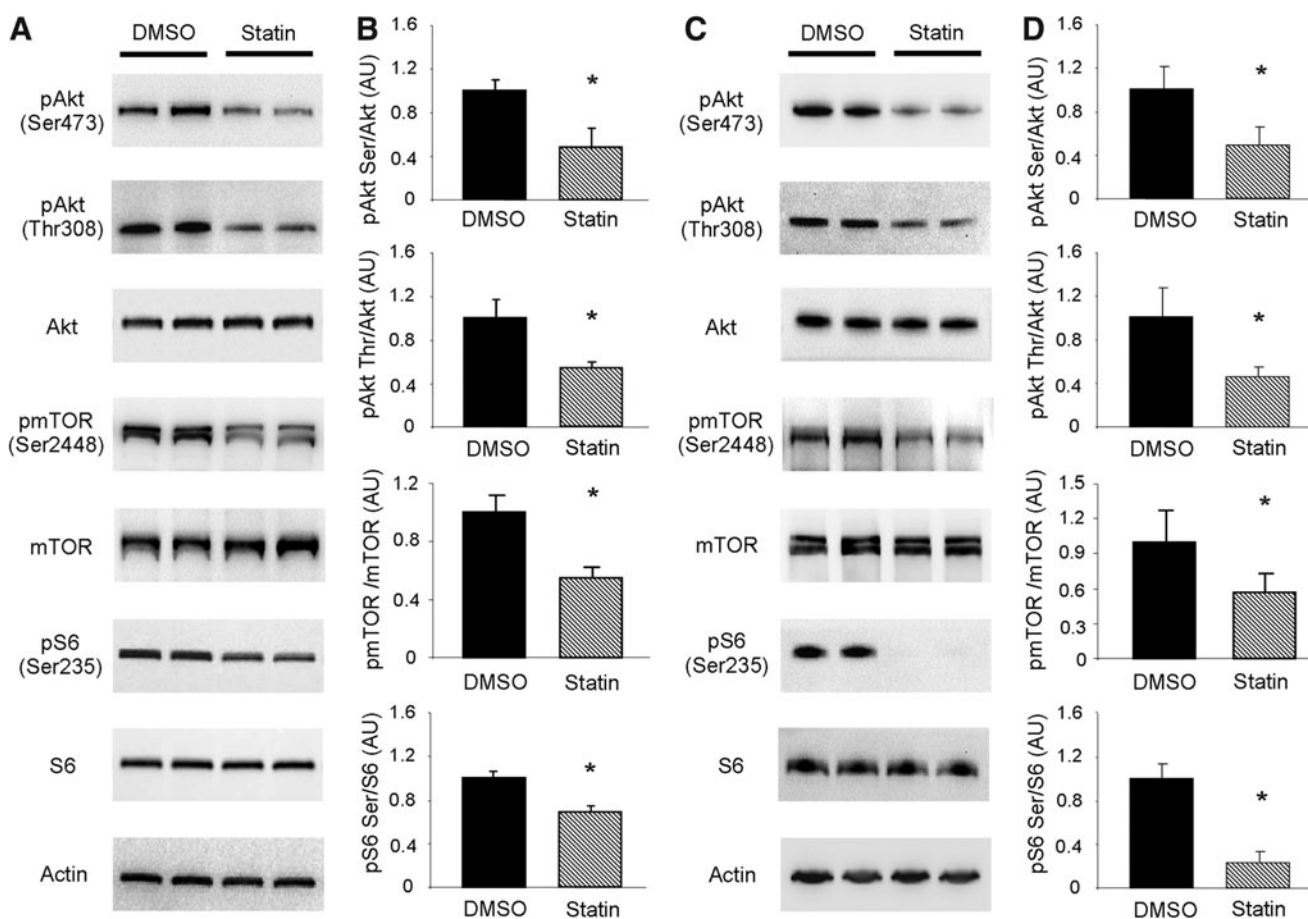 A
DMSO Statin
pAkt
(Ser473)
pAkt
(Thr308)
Akt
pmTOR
(Ser2448)
mTOR
pS6
(Ser235)
S6
Actin
B
pAkt Ser/Akt (AU)
1.6
1.2
0.8
0.4
0
*
DMSO Statin
pAkt Thr/Akt (AU)
1.6
1.2
0.8
0.4
0
*
DMSO Statin
pmTOR /mTOR (AU)
1.2
0.8
0.4
0
*
DMSO Statin
pS6 Ser/S6 (AU)
1.6
1.2
0.8
0.4
0
*
DMSO Statin
C
DMSO Statin
pAkt
(Ser473)
pAkt
(Thr308)
Akt
pmTOR
(Ser2448)
mTOR
pS6
(Ser235)
S6
Actin
D
pAkt Ser/Akt (AU)
1.6
1.2
0.8
0.4
0
*
DMSO Statin
pAkt Thr/Akt (AU)
1.6
1.2
0.8
0.4
0
*
DMSO Statin
pmTOR /mTOR (AU)
1.5
1.2
0.9
0.6
0.3
0
*
DMSO Statin
pS6 Ser/S6 (AU)
1.6
1.2
0.8
0.4
0
*
DMSO Statin